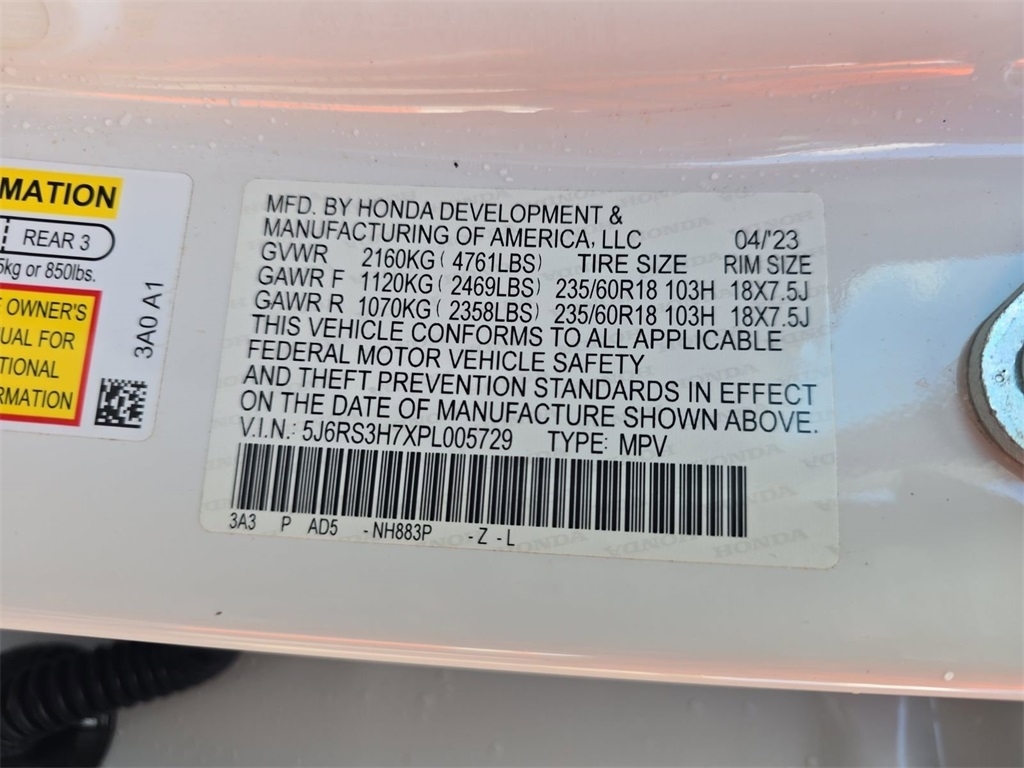 MATION
REAR 3
5kg or 850lbs.
OWNER'S
UAL FOR
TIONAL
RMATION
3A0 A1
MFD. BY HONDA DEVELOPMENT &
MANUFACTURING OF AMERICA, LLC 04/'23
GVWR 2160KG ( 4761LBS) TIRE SIZE RIM SIZE
GAWR F 1120KG ( 2469LBS) 235/60R18 103H 18X7.5J
GAWR R 1070KG ( 2358LBS) 235/60R18 103H 18X7.5J
THIS VEHICLE CONFORMS TO ALL APPLICABLE
FEDERAL MOTOR VEHICLE SAFETY
AND THEFT PREVENTION STANDARDS IN EFFECT
ON THE DATE OF MANUFACTURE SHOWN ABOVE.
V.I.N.: 5J6RS3H7XPL005729 TYPE: MPV
3A3 P AD5 -NH883P -Z -L